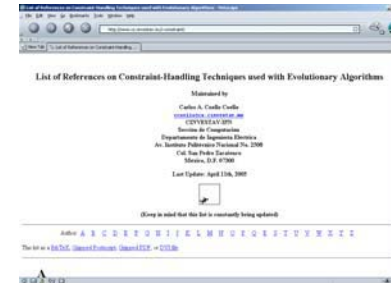 List of References on Constraint-Handling Techniques used with Evolutionary Algorithms
Maintained by
Carlos A. Coello Coello
CINVESTAV-IPN
Sección de Computación
Departamento de Ingeniería Eléctrica
Av. Instituto Politécnico Nacional No. 2508
Col. San Pedro Zacatenco
México, D.F. 07300
Last Update: April 11th, 2005
(Keep in mind that this list is constantly being updated)
Author: A B C D E F G H I J K L M N O P Q R S T U V W X Y Z
The list as a BibTeX, Gzipped Postscript, Gzipped PDF, or DVI file